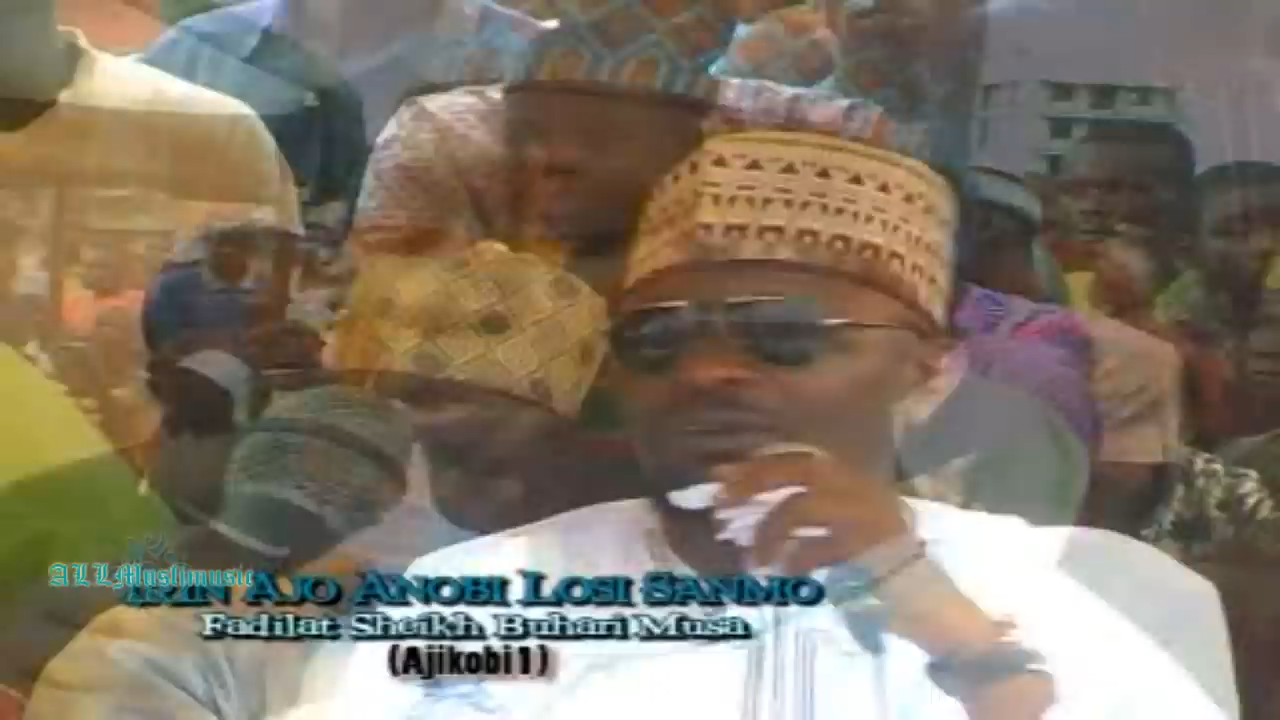 ALLMuslimusic
IRIN AJO ANOBI LOSI SANMO
Fadilat Sheikh Buhari Musa
(Ajikobi1)